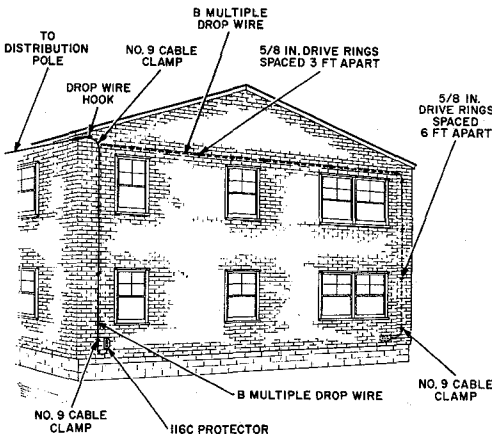 B MULTIPLE
DROP WIRE
TO
DISTRIBUTION
POLE
NO. 9 CABLE
CLAMP
5/8 IN. DRIVE RINGS
SPACED 3 FT APART
DROP WIRE
HOOK
5/8 IN.
DRIVE RINGS
SPACED
6 FT APART
NO. 9 CABLE
CLAMP
B MULTIPLE DROP WIRE
NO. 9 CABLE
CLAMP
116C PROTECTOR